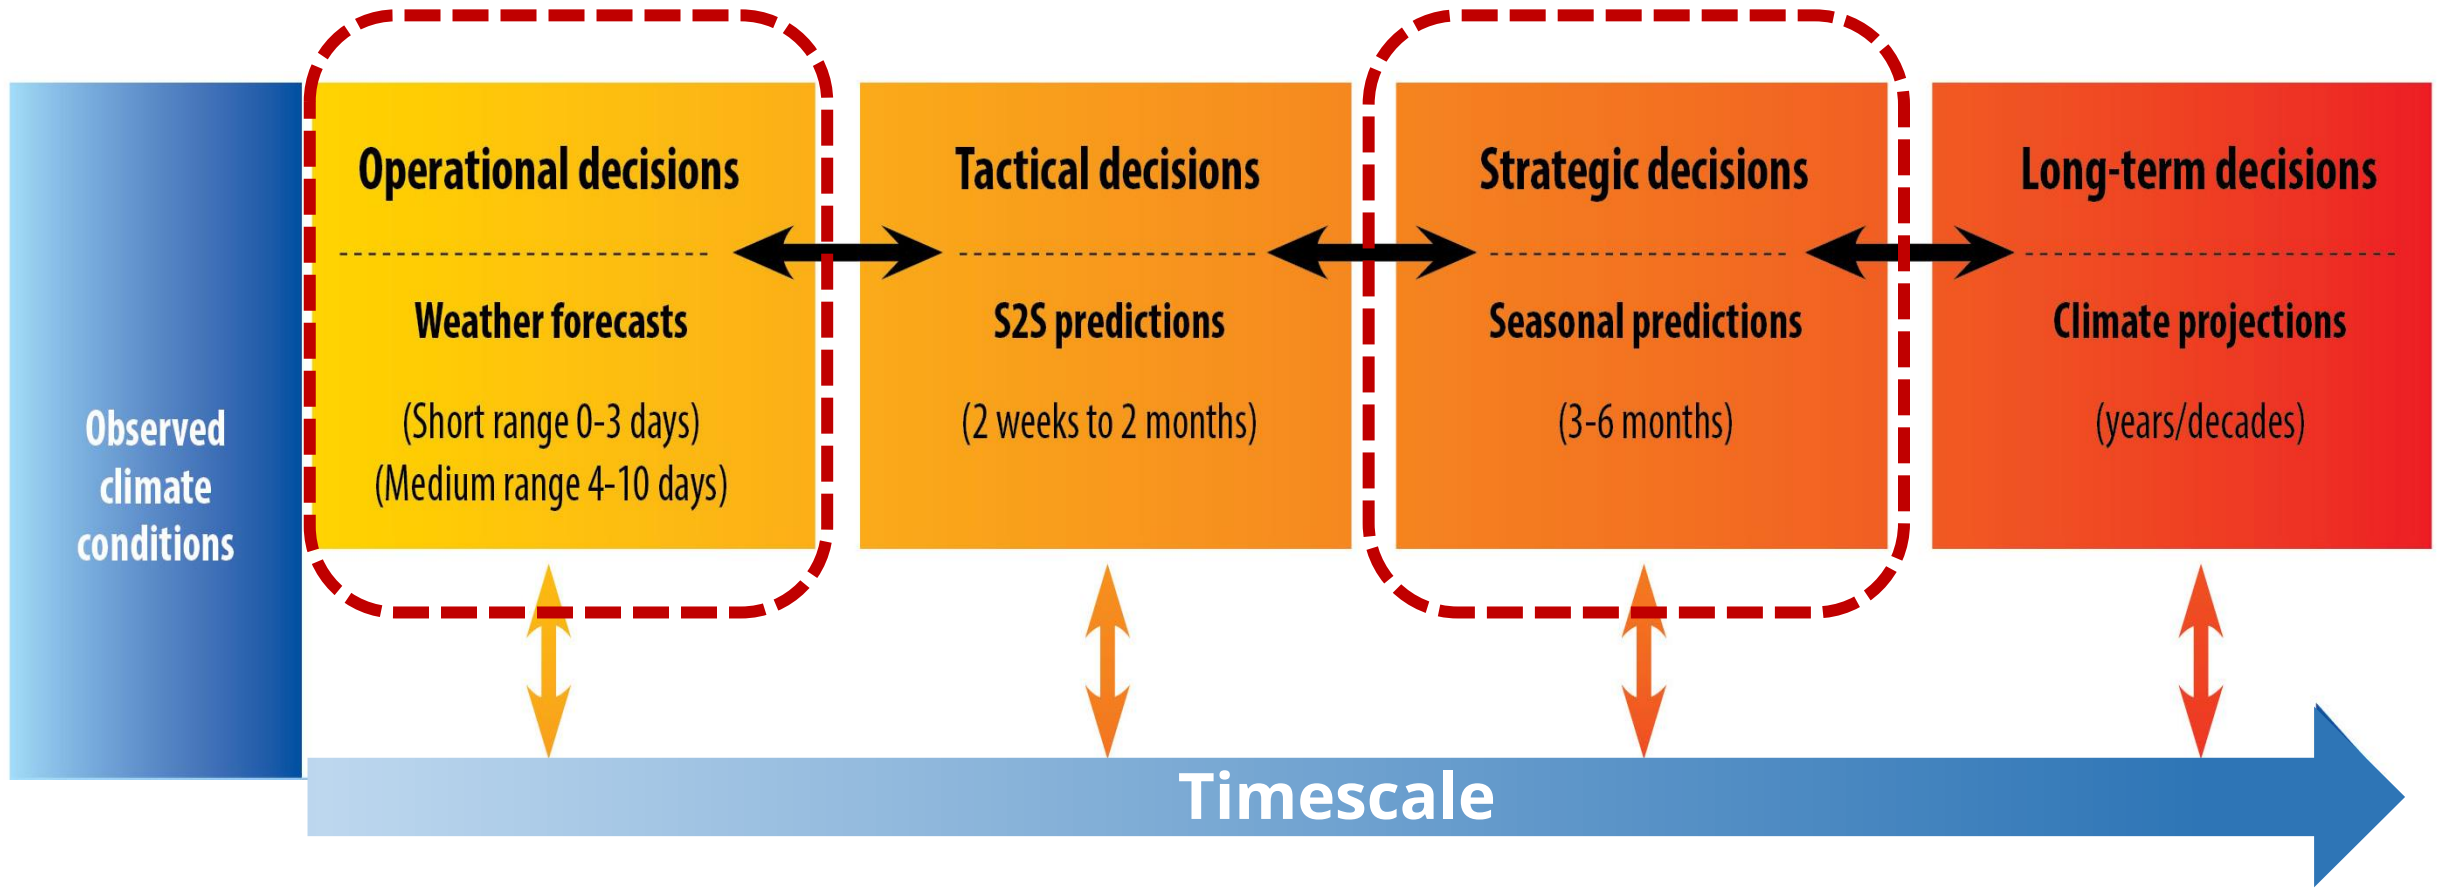 Observed
climate
conditions
Operational decisions
Weather forecasts
(Short range 0-3 days)
(Medium range 4-10 days)
Tactical decisions
S2S predictions
(2 weeks to 2 months)
Strategic decisions
Seasonal predictions
(3-6 months)
Long-term decisions
Climate projections
(years/decades)
Timescale